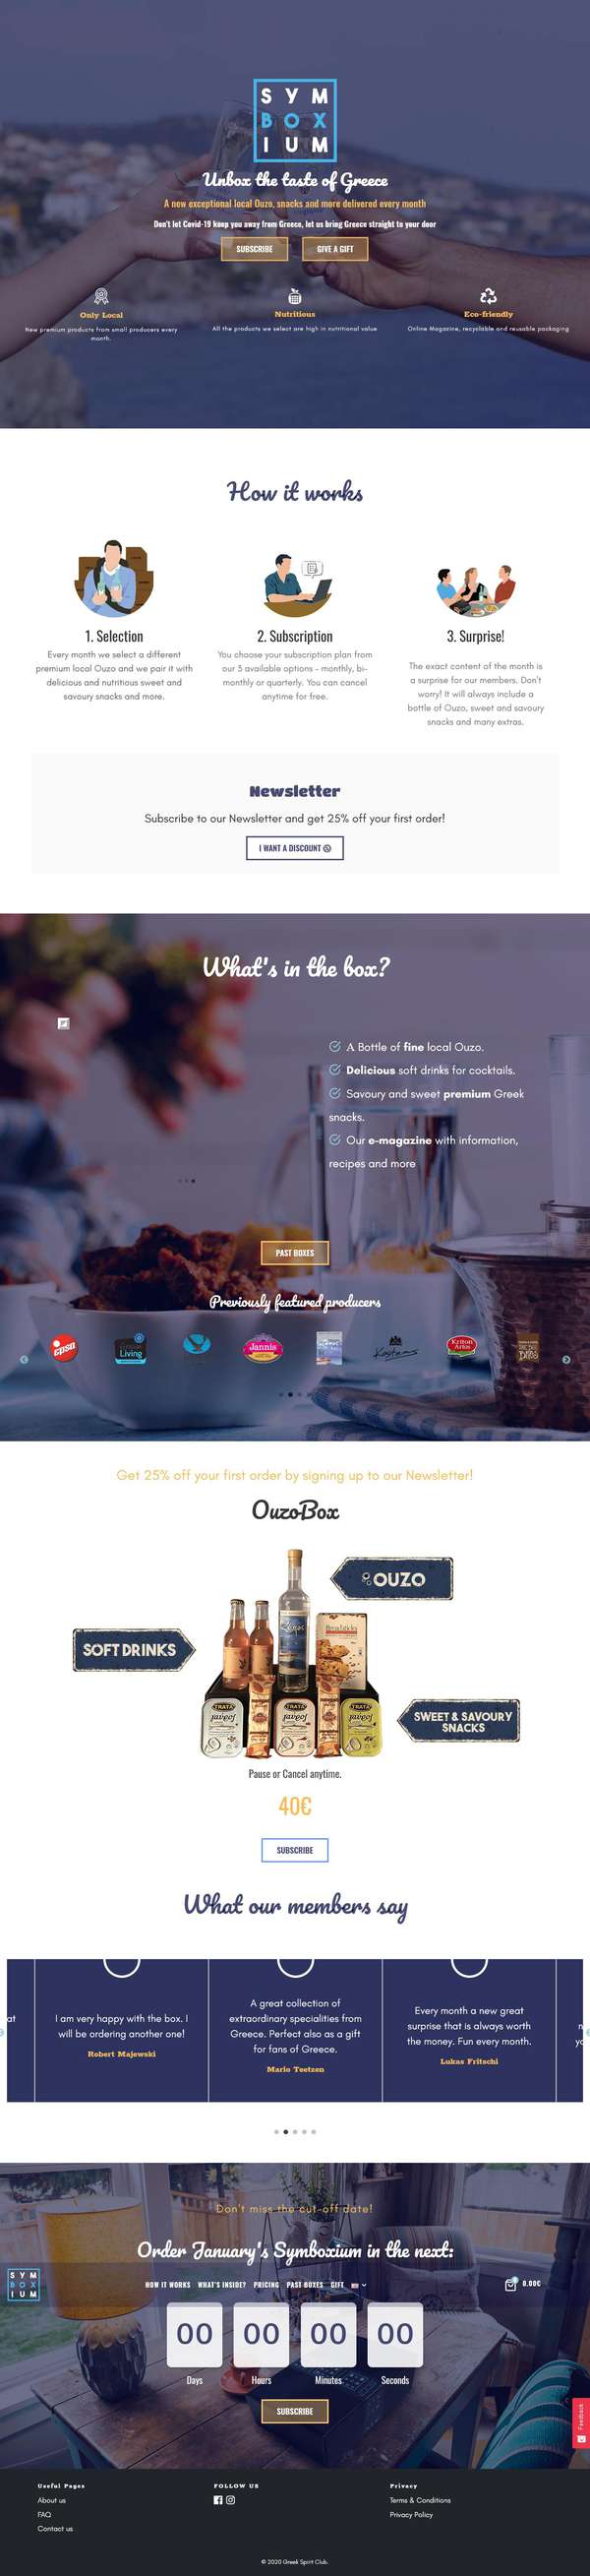 SYM
BOX
IUM
Unbox the taste of Greece
A new exceptional local Ouzo, snacks and more delivered every month
Don't let Covid-19 keep you away from Greece, let us bring Greece straight to your door
SUBSCRIBE
GIVE A GIFT
Only Local
New premium products from small producers every
month.
Nutritious
All the products we select are high in nutritional value
Eco-friendly
Online Magazine, recyclable and reusable packaging
How it works
1. Selection
Every month we select a different
premium local Ouzo and we pair it with
delicious and nutritious sweet and
savoury snacks and more.
2. Subscription
You choose your subscription plan from
our 3 available options - monthly, bi-
monthly or quarterly. You can cancel
anytime for free.
3. Surprise!
The exact content of the month is
a surprise for our members. Don't
worry! It will always include a
bottle of Ouzo, sweet and savoury
snacks and many extras.
Newsletter
Subscribe to our Newsletter and get 25% off your first order!
I WANT A DISCOUNT
What's in the box?
A Bottle of fine local Ouzo.
Delicious soft drinks for cocktails.
Savoury and sweet premium Greek
snacks.
Our e-magazine with information,
recipes and more
PAST BOXES
Previously featured producers
epsa
Living
Jannis
Kriton
Artos
Get 25% off your first order by signing up to our Newsletter!
OuzoBox
OUZO
SOFT DRINKS
SWEET & SAVOURY
SNACKS
TRATA
TRATA
TRATA
Pause or Cancel anytime.
40€
SUBSCRIBE
What our members say
at
I am very happy with the box. I
will be ordering another one!
Robert Majewski
A great collection of
extraordinary specialities from
Greece. Perfect also as a gift
for fans of Greece.
Mario Teetzen
Every month a new great
surprise that is always worth
the money. Fun every month.
Lukas Fritschi
Don't miss the cut-off date!
Order January's Symboxium in the next:
SYM
BOX
IUM
HOW IT WORKS
WHAT'S INSIDE?
PRICING
PAST BOXES
GIFT
0.00€
00
00
00
00
Days
Hours
Minutes
Seconds
SUBSCRIBE
Feedback
Useful Pages
About us
FAQ
Contact us
FOLLOW US
Privacy
Terms & Conditions
Privacy Policy
© 2020 Greek Spirit Club.